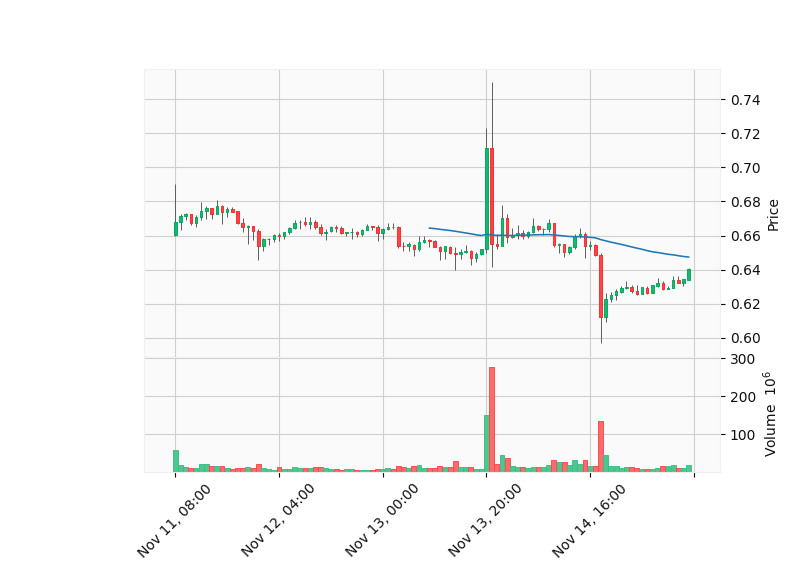 0.74
0.72
0.70
0.68
0.66
0.64
0.62
0.60
Price
300
200
100
Volume 10^6
Nov 11, 08:00
Nov 12, 04:00
Nov 13, 00:00
Nov 13, 20:00
Nov 14, 16:00